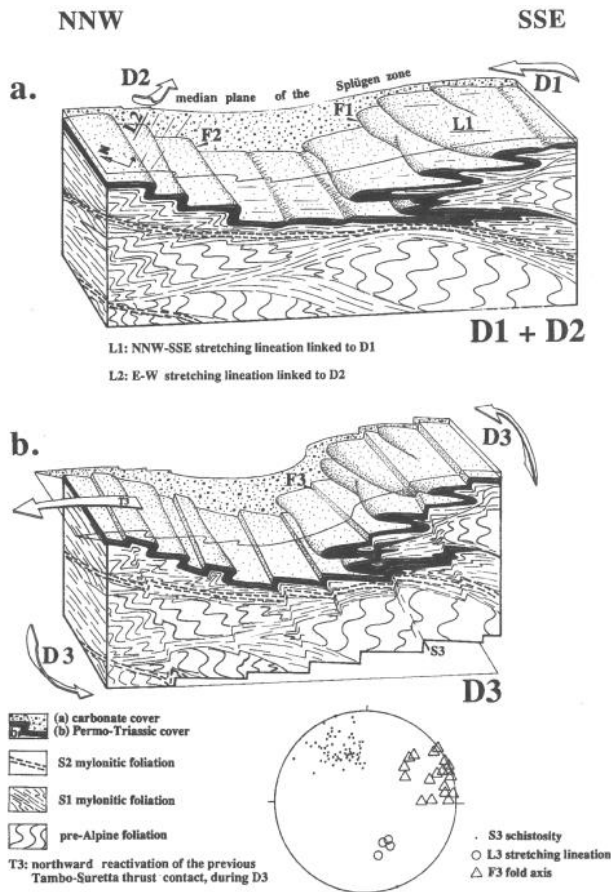 NNW
SSE
a.
D2
median plane of the Splügen zone
D1
F1
L2
F2
L1
D1 + D2
L1: NNW-SSE stretching lineation linked to D1
L2: E-W stretching lineation linked to D2
b.
D3
F3
T3
D3
S3
D3
(a) carbonate cover
(b) Permo-Triassic cover
S2 mylonitic foliation
S1 mylonitic foliation
pre-Alpine foliation
T3: northward reactivation of the previous
Tambo-Suretta thrust contact, during D3
S3 schistosity
L3 stretching lineation
F3 fold axis